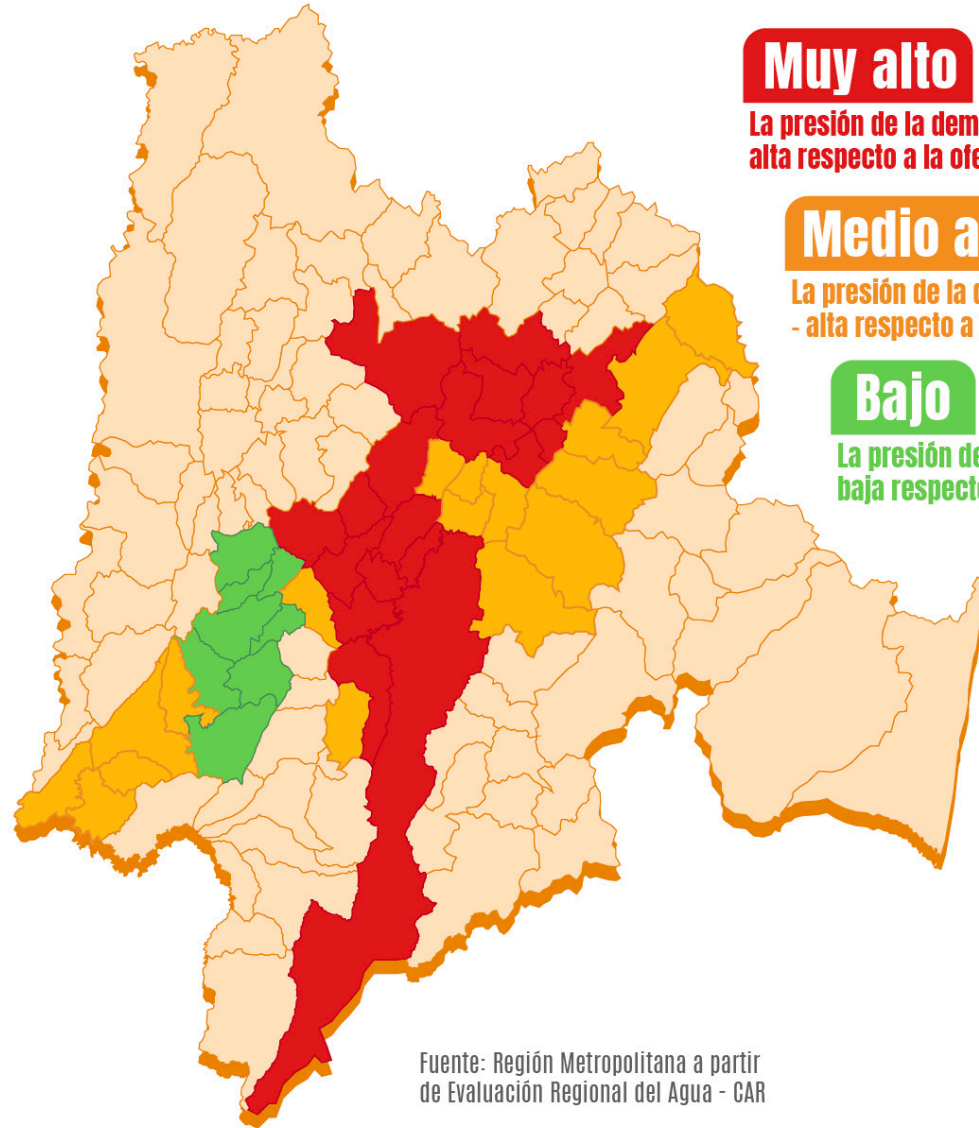 Muy alto
La presión de la dem
alta respecto a la ofe
Medio a
La presión de la
- alta respecto a
Bajo
La presión de
baja respect
Fuente: Región Metropolitana a partir
de Evaluación Regional del Agua - CAR